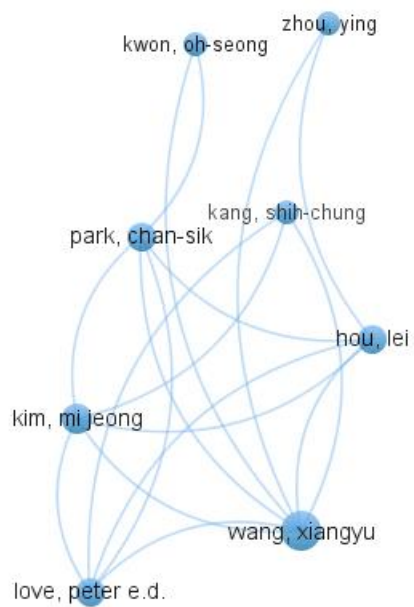 zhou, ying
kwon, oh-seong
kang, shih-chung
park, chan-sik
hou, lei
kim, mi jeong
wang, xiangyu
love, peter e.d.